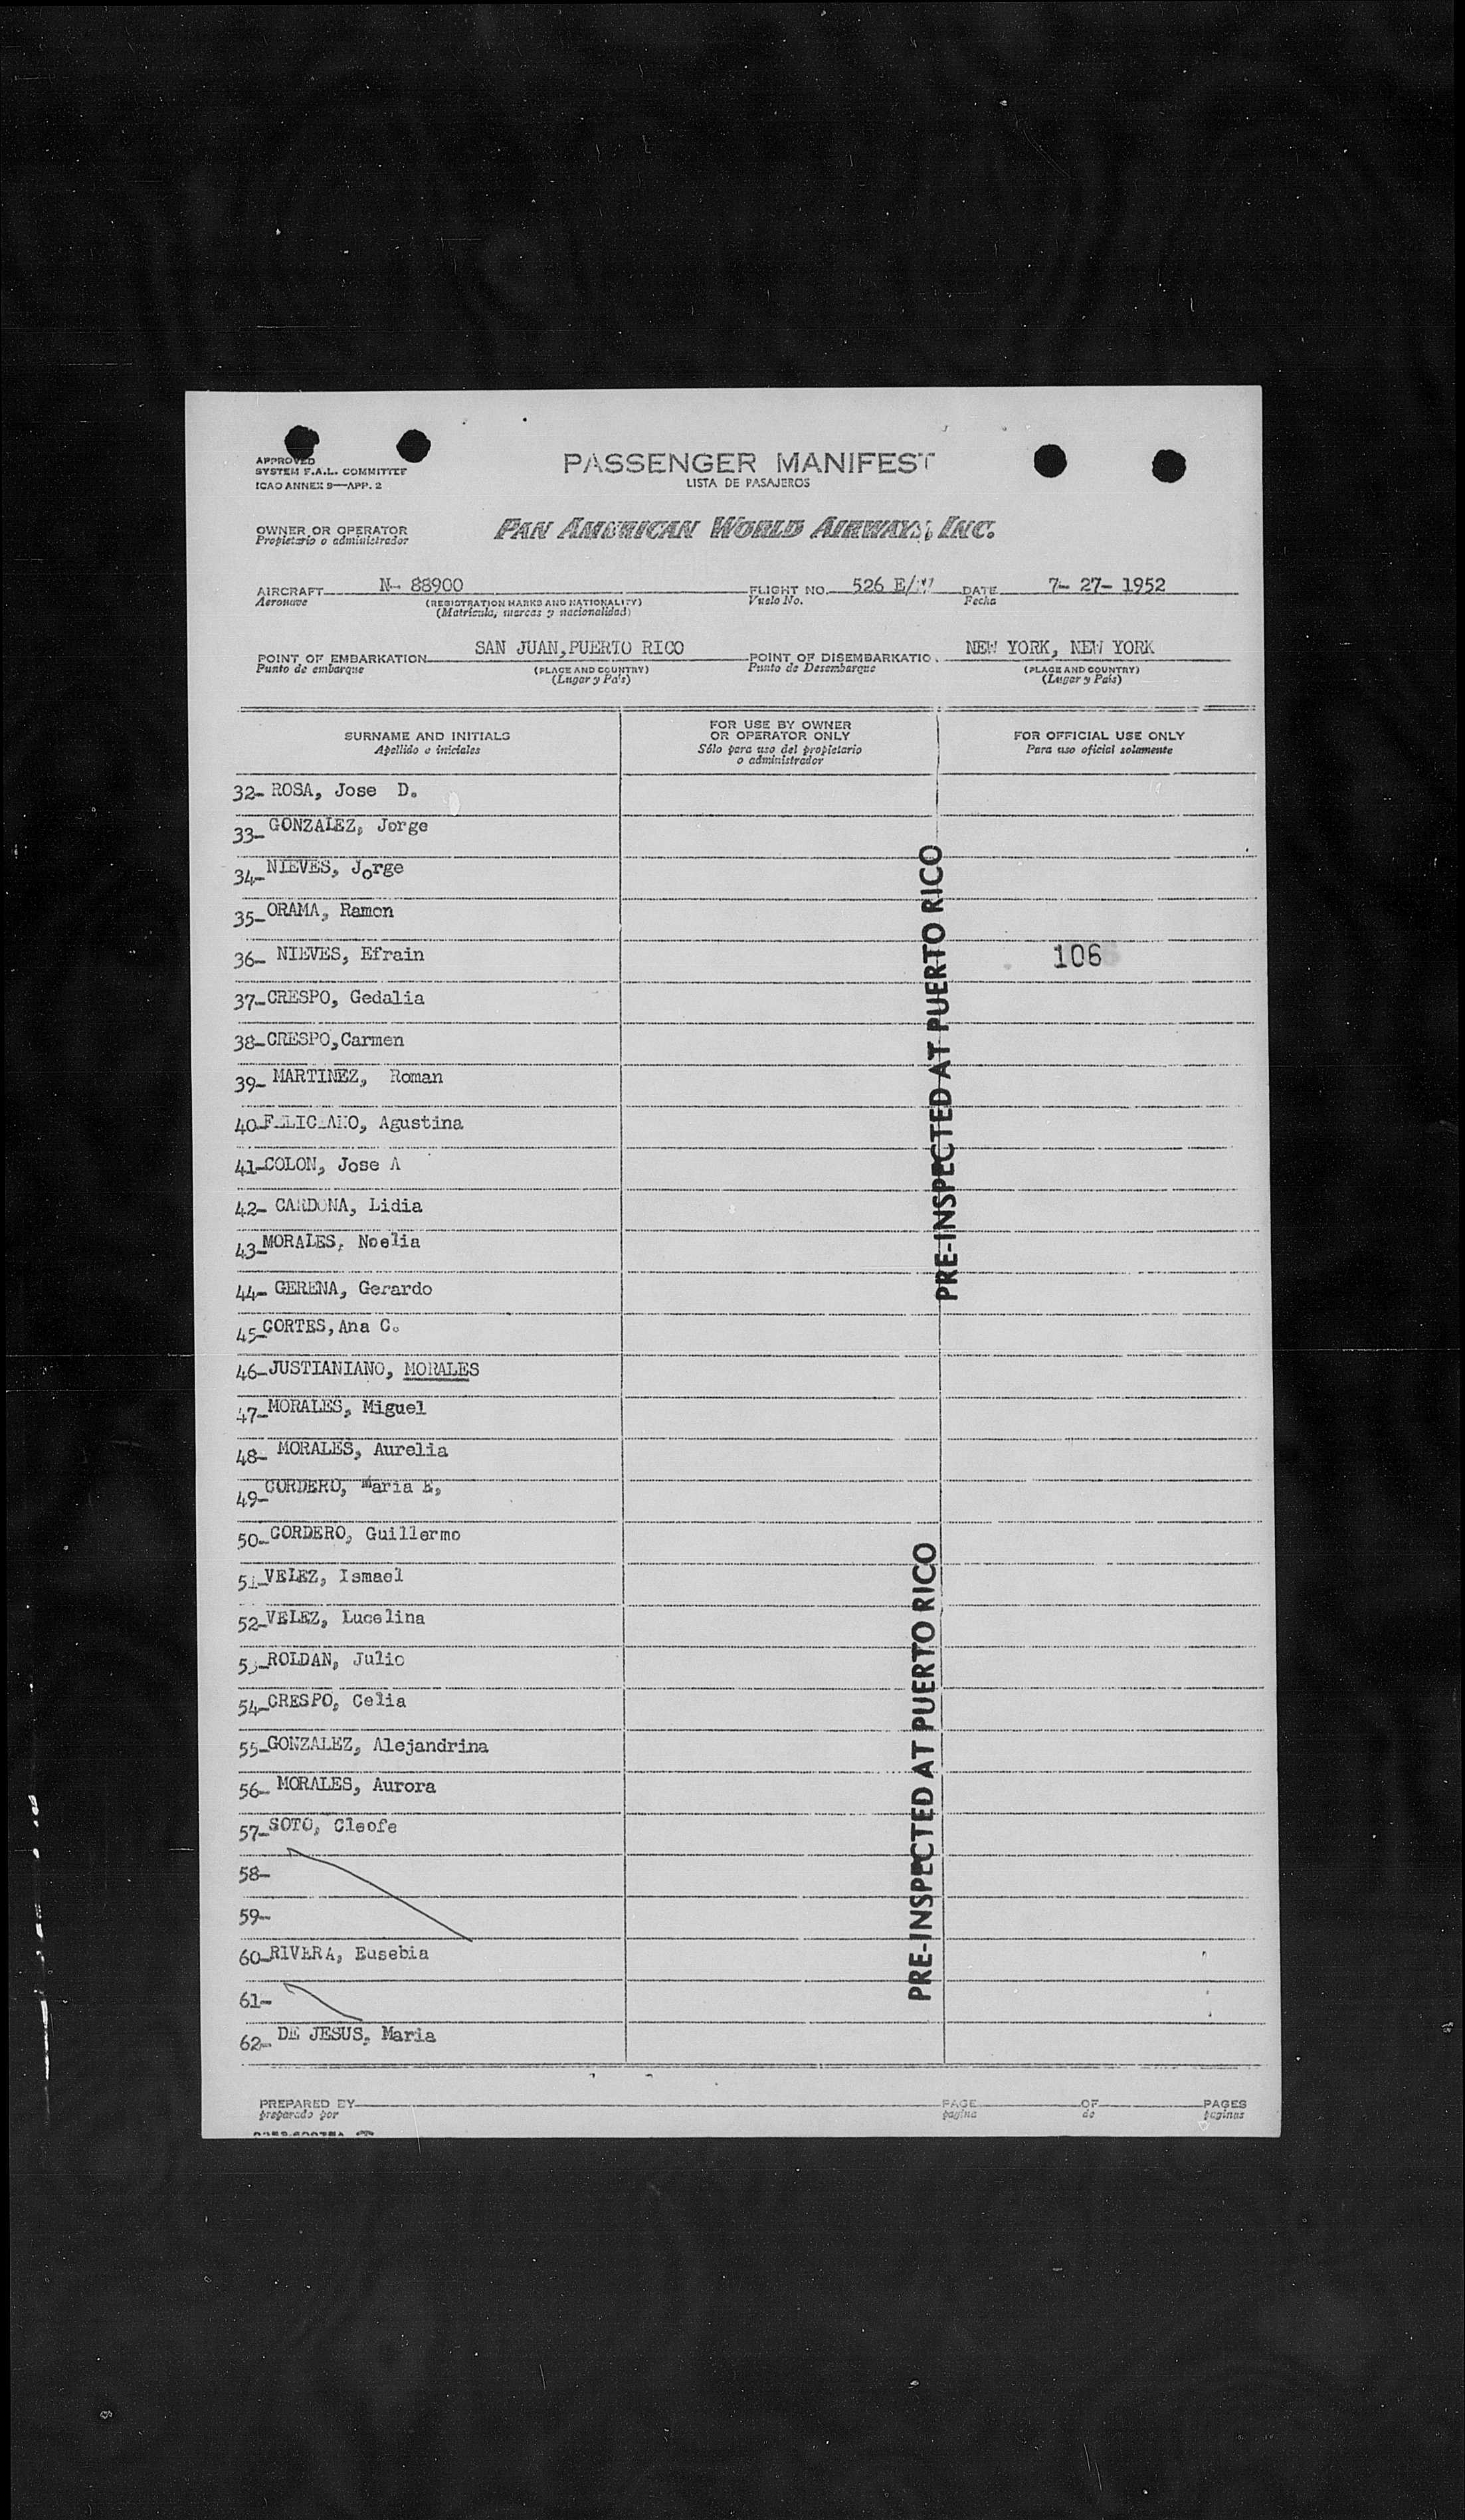 APPROVED
SYSTEM F.A.L. COMMITTEE
ICAO ANNEX 9—APP. 2
PASSENGER MANIFEST
LISTA DE PASAJEROS
OWNER OR OPERATOR
Propietario o administrador
PAN AMERICAN WORLD AIRWAYS, INC.
AIRCRAFT N- 88900 FLIGHT NO. 526 E/ DATE 7- 27- 1952
Aeronave (REGISTRATION MARKS AND NATIONALITY) Vuelo No. Fecha
(Matricula, marcas y nacionalidad)
POINT OF EMBARKATION SAN JUAN,PUERTO RICO POINT OF DISEMBARKATIO. NEW YORK, NEW YORK
Punto de embarque (PLACE AND COUNTRY) Punto de Desembarque (PLACE AND COUNTRY)
(Lugar y País) (Lugar y País)
SURNAME AND INITIALS
Apellido e iniciales
FOR USE BY OWNER
OR OPERATOR ONLY
Sólo para uso del propietario
o administrador
FOR OFFICIAL USE ONLY
Para uso oficial solamente
32- ROSA, Jose D.
33- GONZALEZ, Jorge
34- NIEVES, Jorge
35- ORAMA, Ramon
36- NIEVES, Efrain 106
37- CRESPO, Gedalia
38- CRESPO,Carmen
39- MARTINEZ, Roman
40- FELICIANO, Agustina
41- COLON, Jose A
42- CARDONA, Lidia
43- MORALES, Noelia
44- GERENA, Gerardo
45- CORTES,Ana C.
46- JUSTIANIANO, MORALES
47- MORALES, Miguel
48- MORALES, Aurelia
49- CORDERO, Maria E,
50- CORDERO, Guillermo
51- VELEZ, Ismael
52- VELEZ, Lucelina
53- ROLDAN, Julio
54- CRESPO, Celia
55- GONZALEZ, Alejandrina
56- MORALES, Aurora
57- SOTO, Cleofe
58-
59-
60- RIVERA, Eusebia
61-
62- DE JESUS, Maria
PRE-INSPECTED AT PUERTO RICO
PRE-INSPECTED AT PUERTO RICO
PREPARED BY PAGE OF PAGES
preparado por pagina de paginas